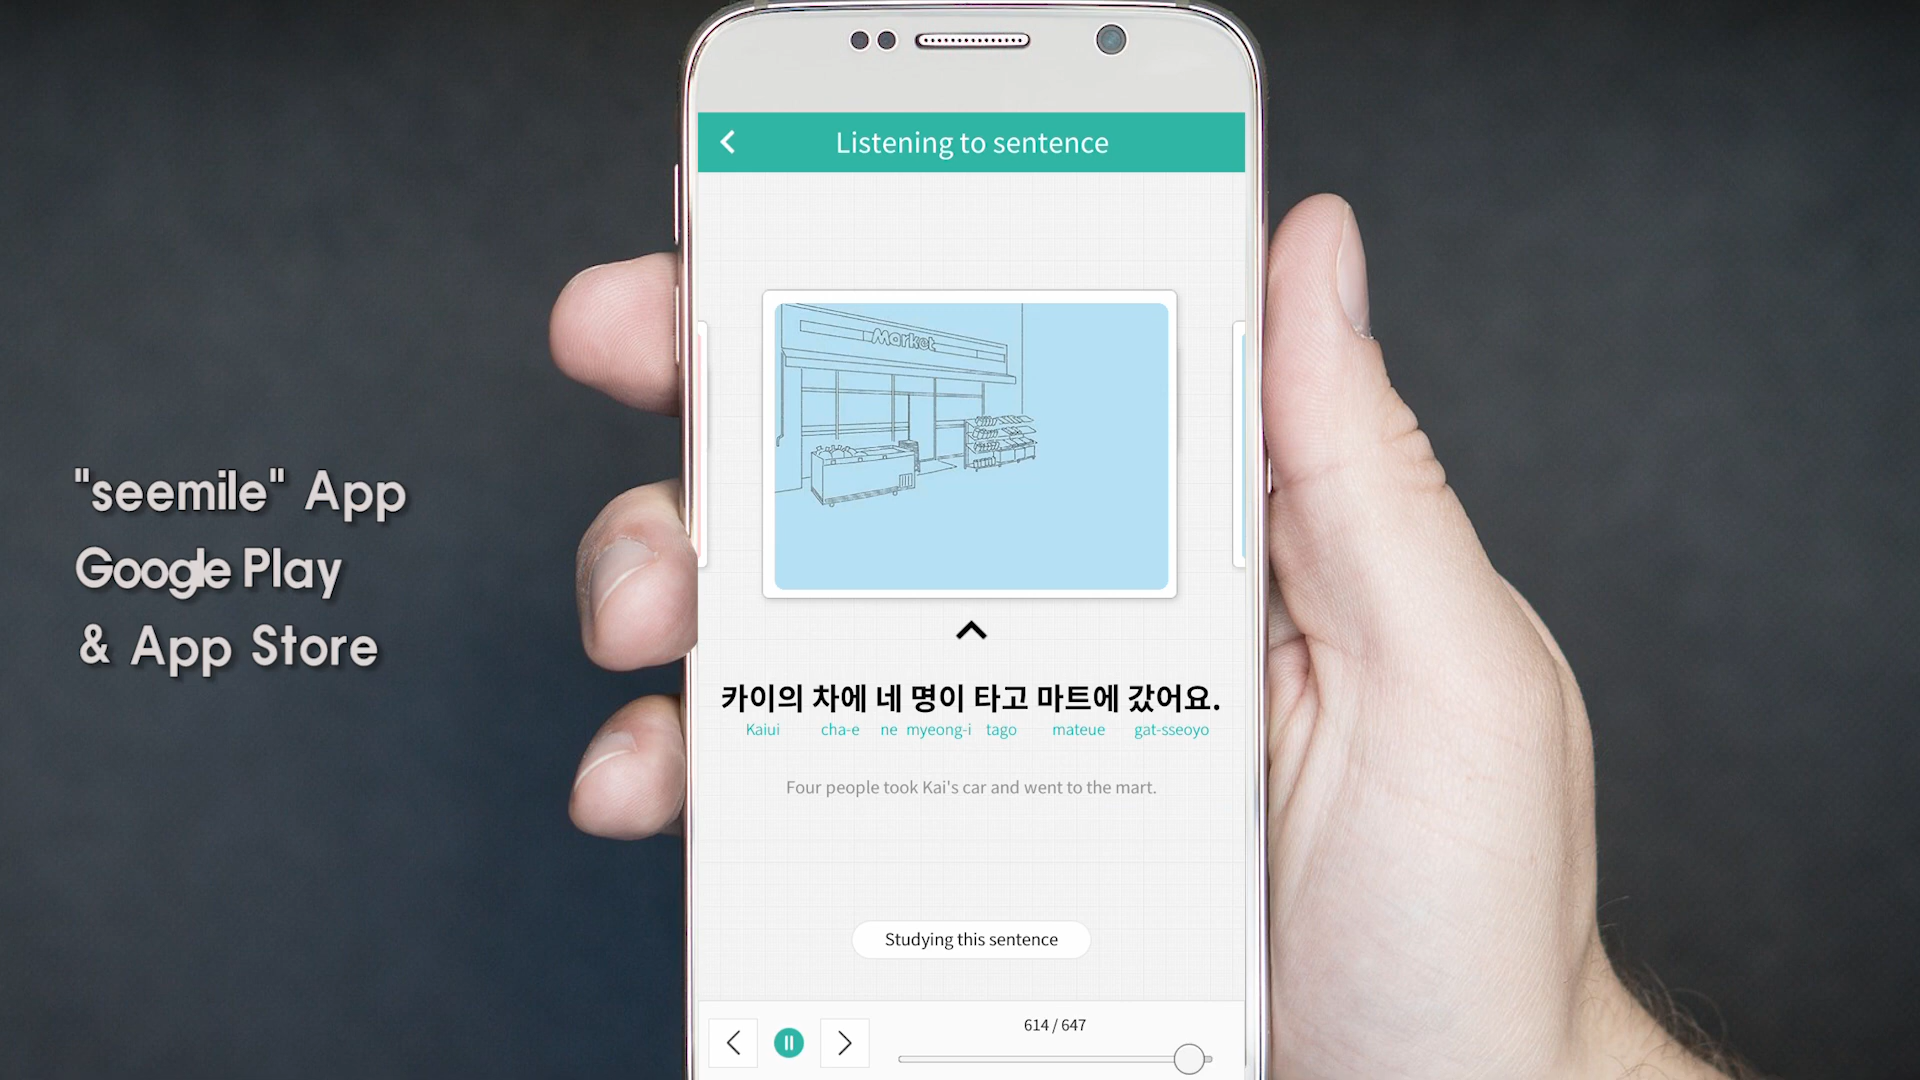 "seemile" App
Google Play
& App Store
Listening to sentence
Market
카이의 차에 네 명이 타고 마트에 갔어요.
Kaiui cha-e ne myeong-i tago mateue gat-sseoyo
Four people took Kai's car and went to the mart.
Studying this sentence
614 / 647